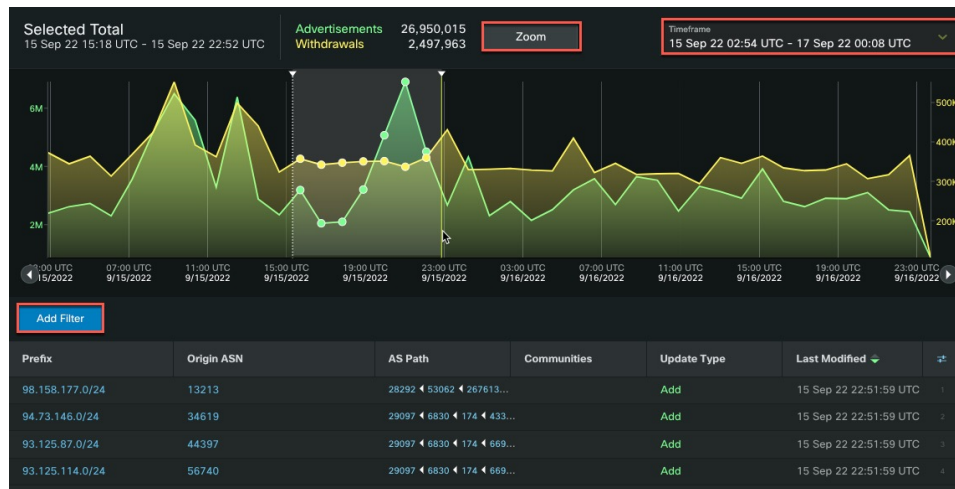 Selected Total
15 Sep 22 15:18 UTC - 15 Sep 22 22:52 UTC
Advertisements 26,950,015
Withdrawals 2,497,963
Zoom
Timeframe
15 Sep 22 02:54 UTC - 17 Sep 22 00:08 UTC
6M
4M
2M
500K
400K
300K
200K
:00 UTC 07:00 UTC 11:00 UTC 15:00 UTC 19:00 UTC 23:00 UTC 03:00 UTC 07:00 UTC 11:00 UTC 15:00 UTC 19:00 UTC 23:00 UTC
15/2022 9/15/2022 9/15/2022 9/15/2022 9/15/2022 9/15/2022 9/16/2022 9/16/2022 9/16/2022 9/16/2022 9/16/2022 9/16/2022
Add Filter
Prefix Origin ASN AS Path Communities Update Type Last Modified
98.158.177.0/24 13213 28292 53062 267613... Add 15 Sep 22 22:51:59 UTC 1
94.73.146.0/24 34619 29097 6830 174 433... Add 15 Sep 22 22:51:59 UTC 2
93.125.87.0/24 44397 29097 6830 174 669... Add 15 Sep 22 22:51:59 UTC 3
93.125.114.0/24 56740 29097 6830 174 669... Add 15 Sep 22 22:51:59 UTC 4